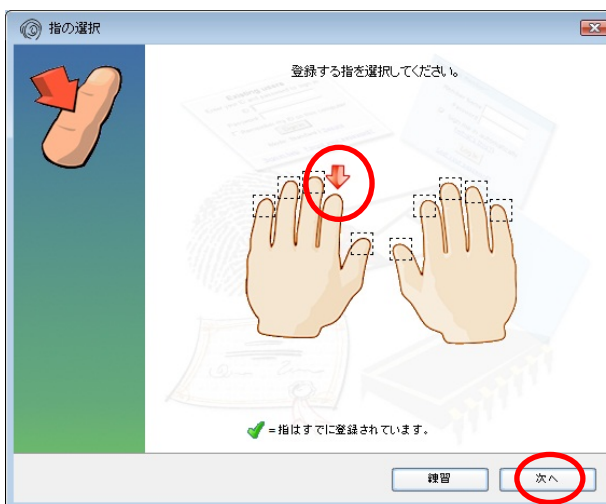 指の選択
登録する指を選択してください。
=指はすでに登録されています。
練習
次へ